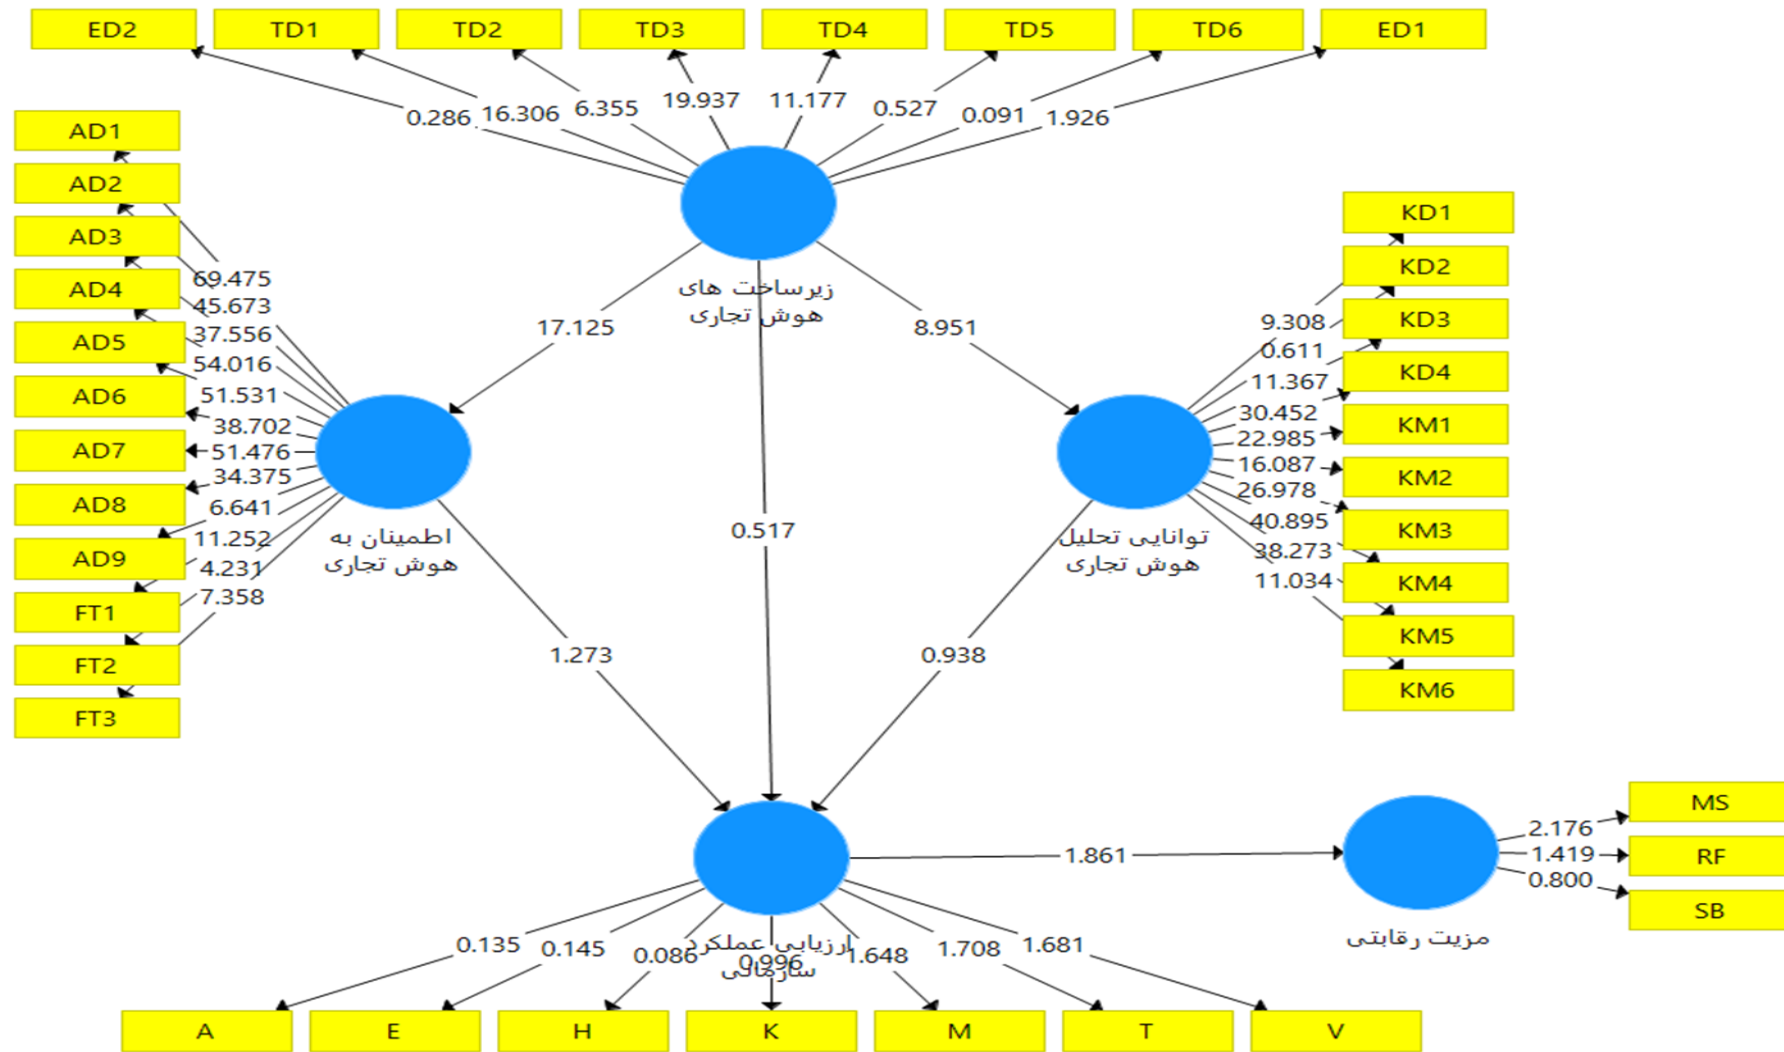 ED2 TD1 TD2 TD3 TD4 TD5 TD6 ED1
0.286 16.306 6.355 19.937 11.177 0.527 0.091 1.926
AD1
AD2
AD3
AD4
AD5
AD6
AD7
AD8
AD9
FT1
FT2
FT3
69.475
45.673
37.556
54.016
51.531
38.702
51.476
34.375
6.641
11.252
4.231
7.358
زیرساخت های
هوش تجاری
17.125
0.517
8.951
اطمینان به
هوش تجاری
توانایی تحلیل
هوش تجاری
9.308
0.611
11.367
30.452
22.985
16.087
26.978
40.895
38.273
11.034
KD1
KD2
KD3
KD4
KM1
KM2
KM3
KM4
KM5
KM6
1.273
0.938
1.861
ارزیابی عملکرد
سازمانی
مزیت رقابتی
2.176
1.419
0.800
MS
RF
SB
0.135 0.145 0.086 0.996 1.648 1.708 1.681
A E H K M T V